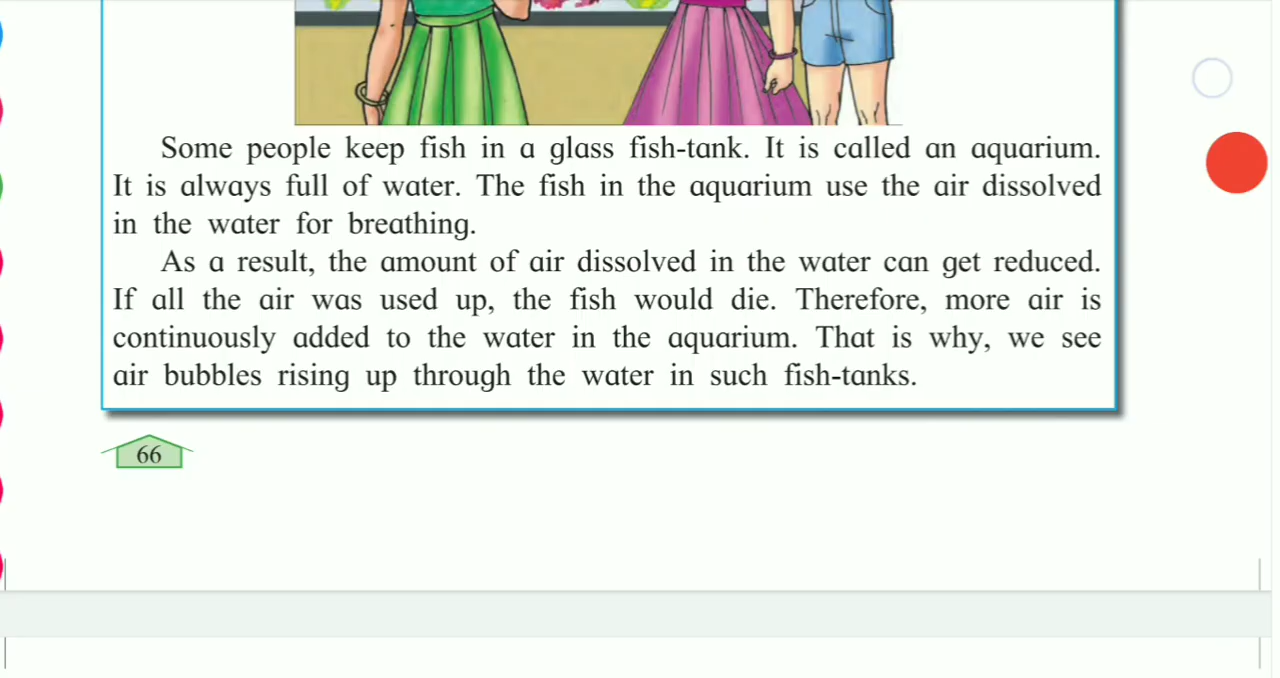 Some people keep fish in a glass fish-tank. It is called an aquarium.
It is always full of water. The fish in the aquarium use the air dissolved
in the water for breathing.
As a result, the amount of air dissolved in the water can get reduced.
If all the air was used up, the fish would die. Therefore, more air is
continuously added to the water in the aquarium. That is why, we see
air bubbles rising up through the water in such fish-tanks.
66